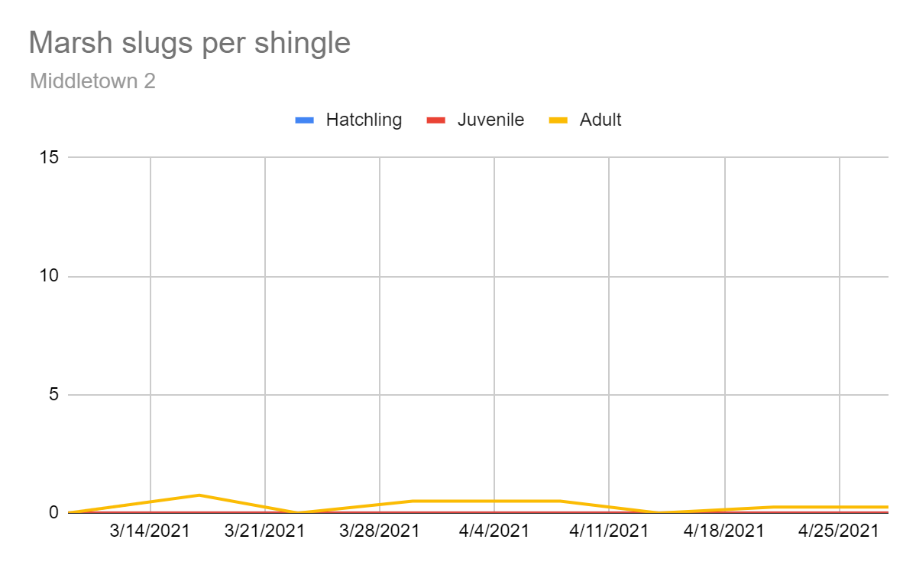 Marsh slugs per shingle
Middletown 2
Hatchling Juvenile Adult
15
10
5
0
3/14/2021 3/21/2021 3/28/2021 4/4/2021 4/11/2021 4/18/2021 4/25/2021